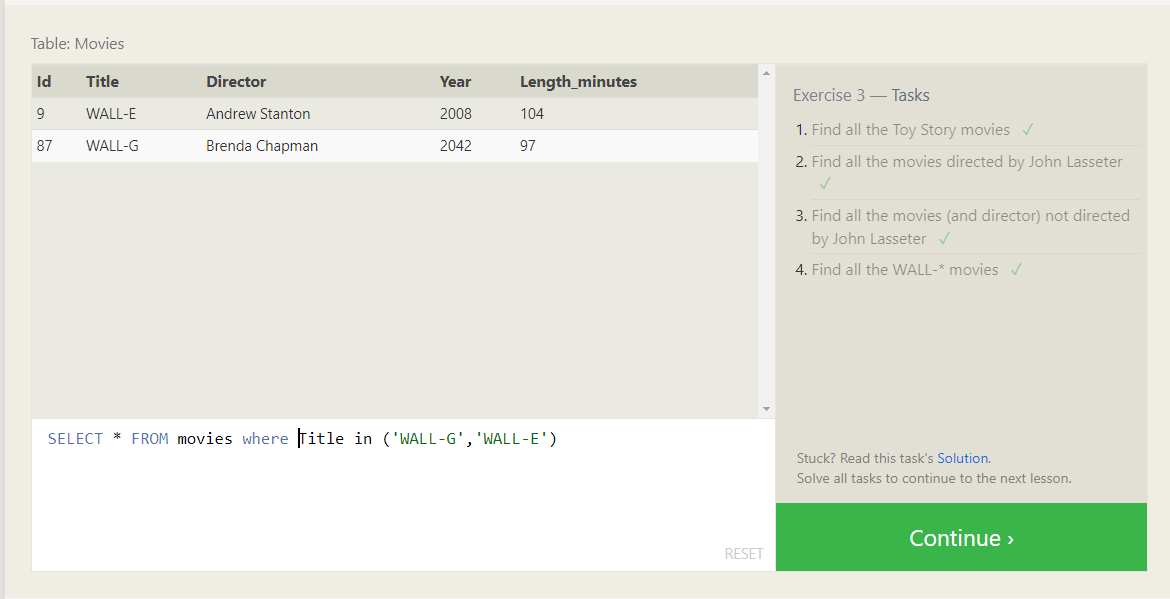 Table: Movies
Id Title Director Year Length_minutes
9 WALL-E Andrew Stanton 2008 104
87 WALL-G Brenda Chapman 2042 97
SELECT * FROM movies where Title in ('WALL-G','WALL-E')
RESET
Exercise 3 — Tasks
1. Find all the Toy Story movies ✓
2. Find all the movies directed by John Lasseter
✓
3. Find all the movies (and director) not directed
by John Lasseter ✓
4. Find all the WALL-* movies ✓
Stuck? Read this task's Solution.
Solve all tasks to continue to the next lesson.
Continue ›